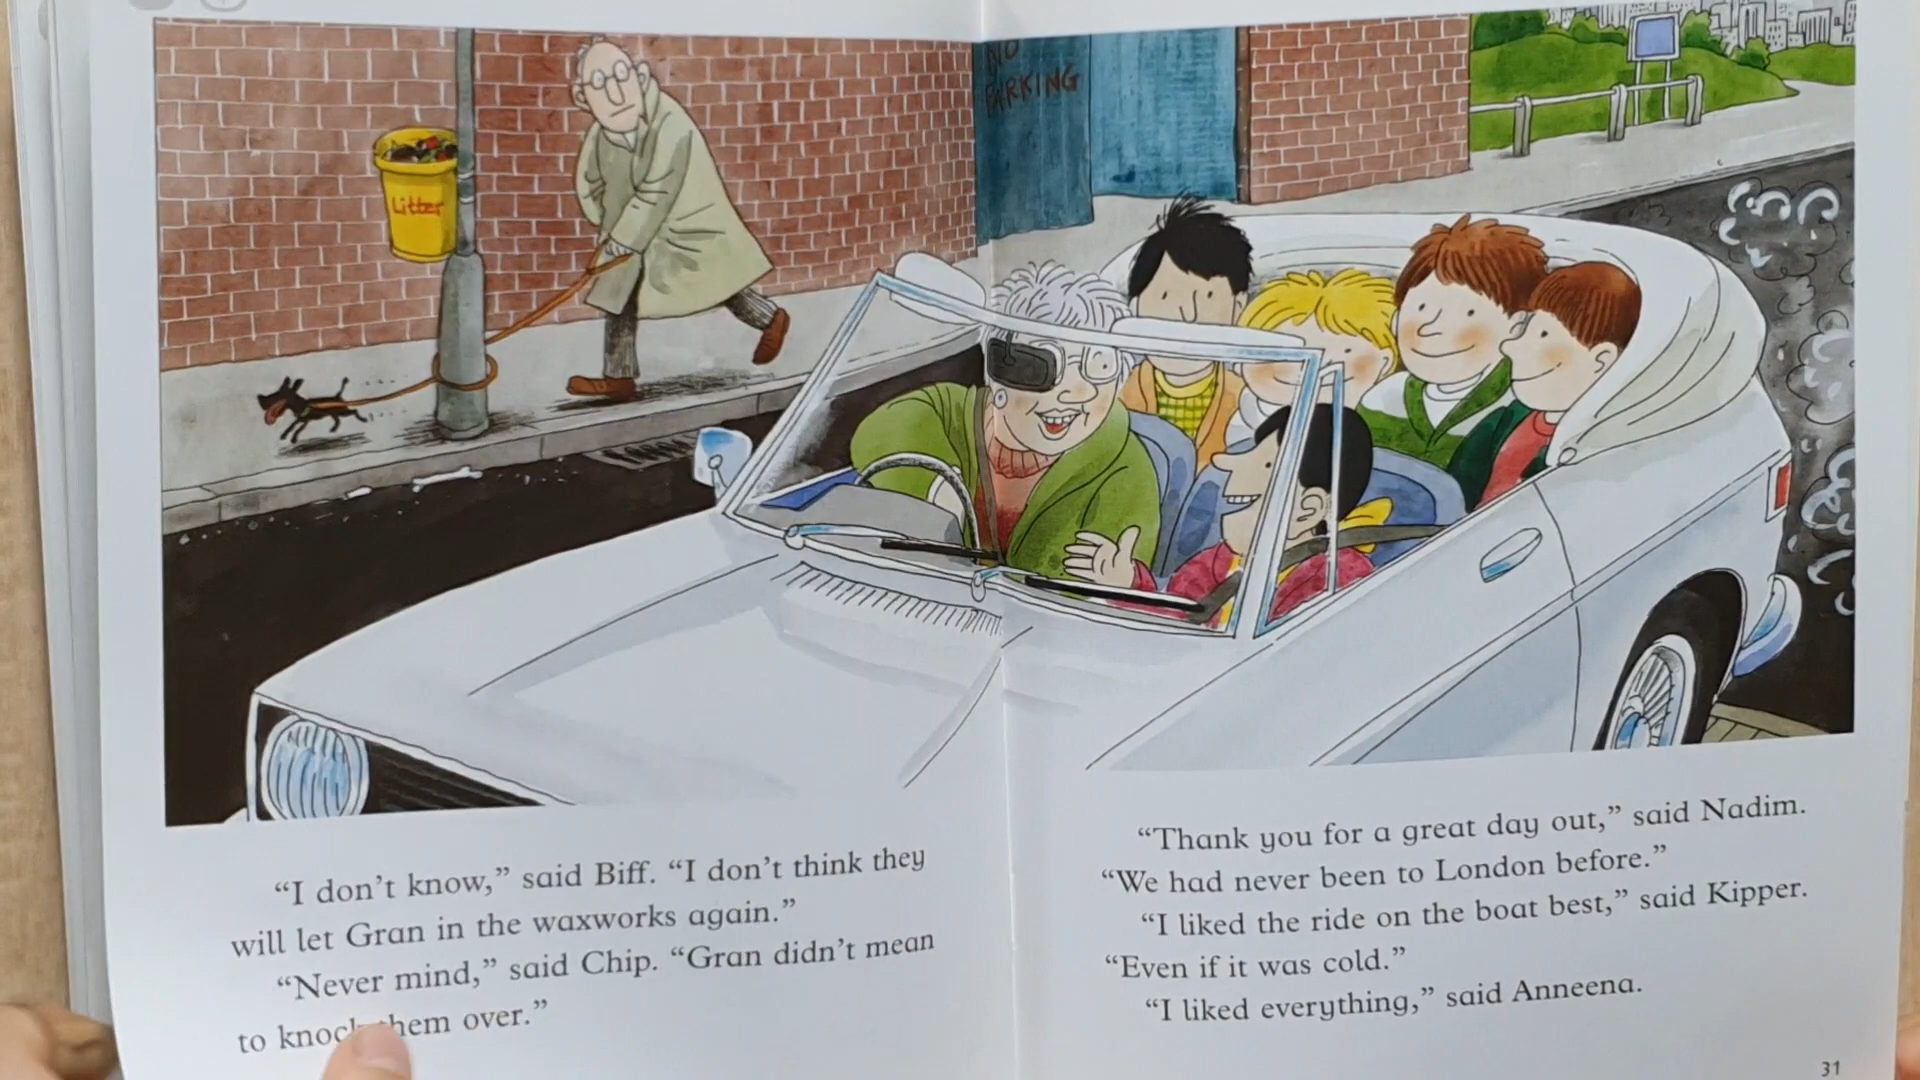 Litter
NO
PARKING
“I don’t know,” said Biff. “I don’t think they
will let Gran in the waxworks again.”
“Never mind,” said Chip. “Gran didn’t mean
to knock them over.”
“Thank you for a great day out,” said Nadim.
“We had never been to London before.”
“I liked the ride on the boat best,” said Kipper.
“Even if it was cold.”
“I liked everything,” said Anneena.
31